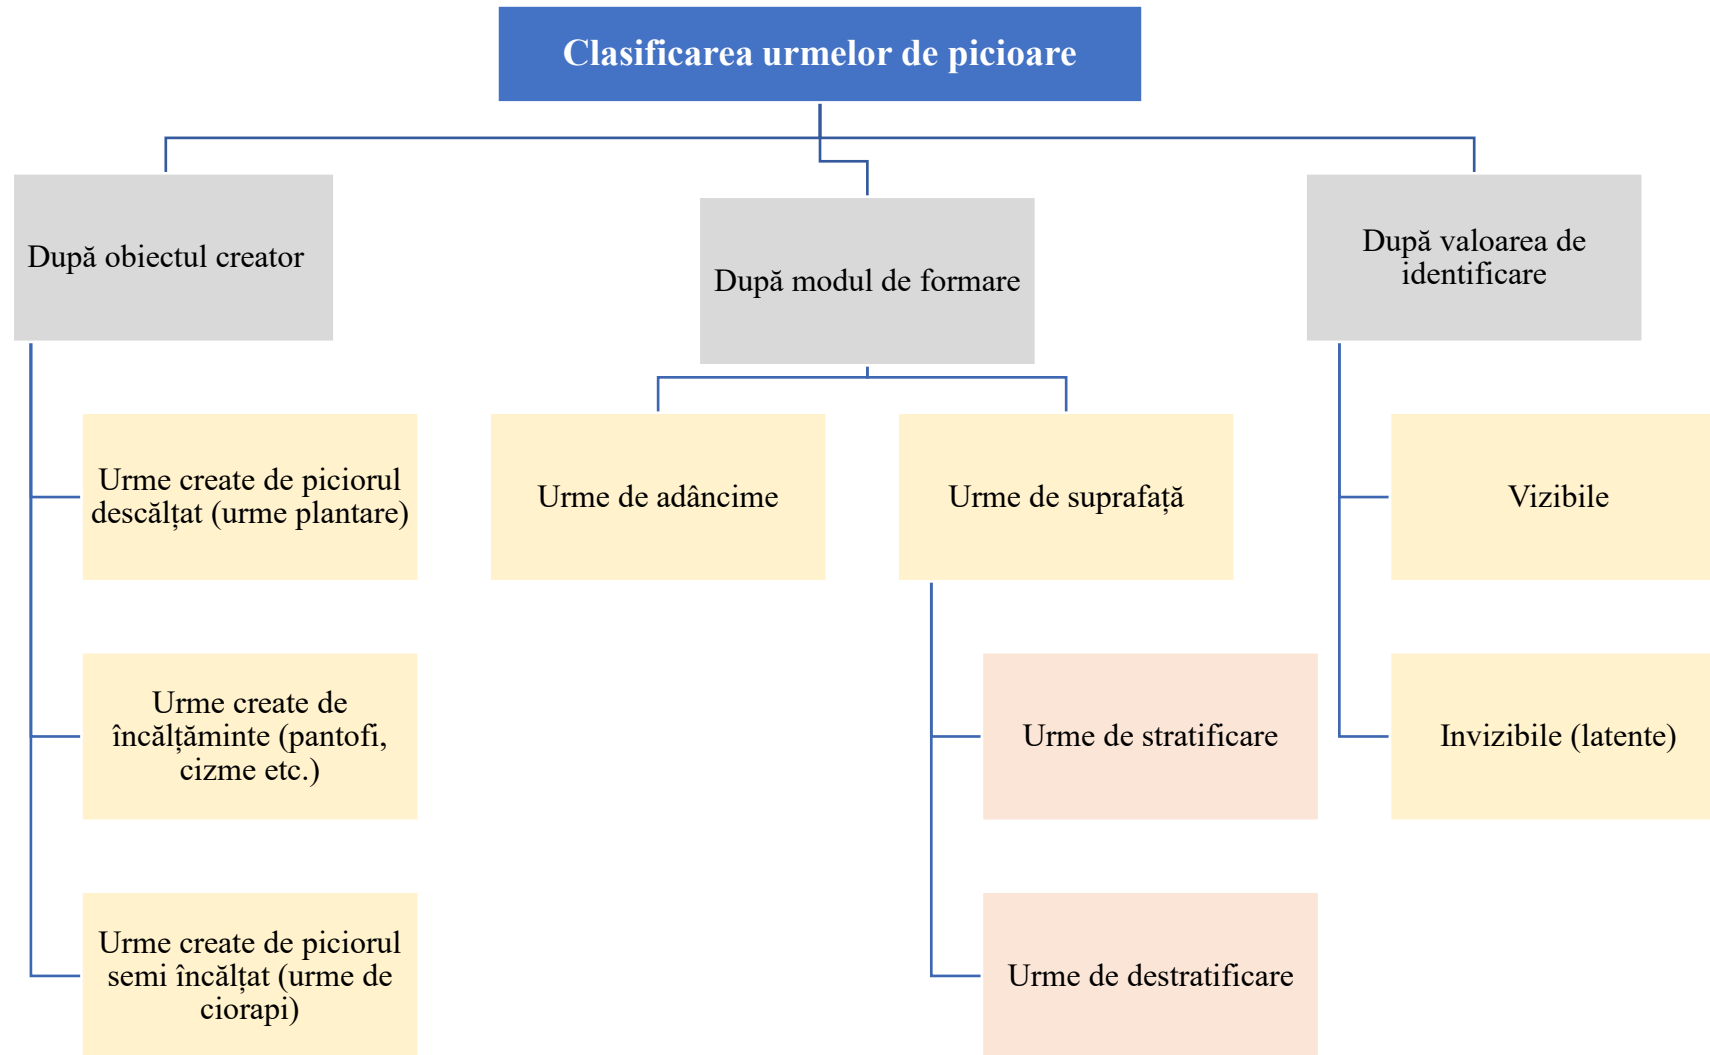 Clasificarea urmelor de picioare
După obiectul creator
După modul de formare
După valoarea de
identificare
Urme create de piciorul
descălțat (urme plantare)
Urme create de
încălțăminte (pantofi,
cizme etc.)
Urme create de piciorul
semi încălțat (urme de
ciorapi)
Urme de adâncime
Urme de suprafață
Urme de stratificare
Urme de destratificare
Vizibile
Invizibile (latente)